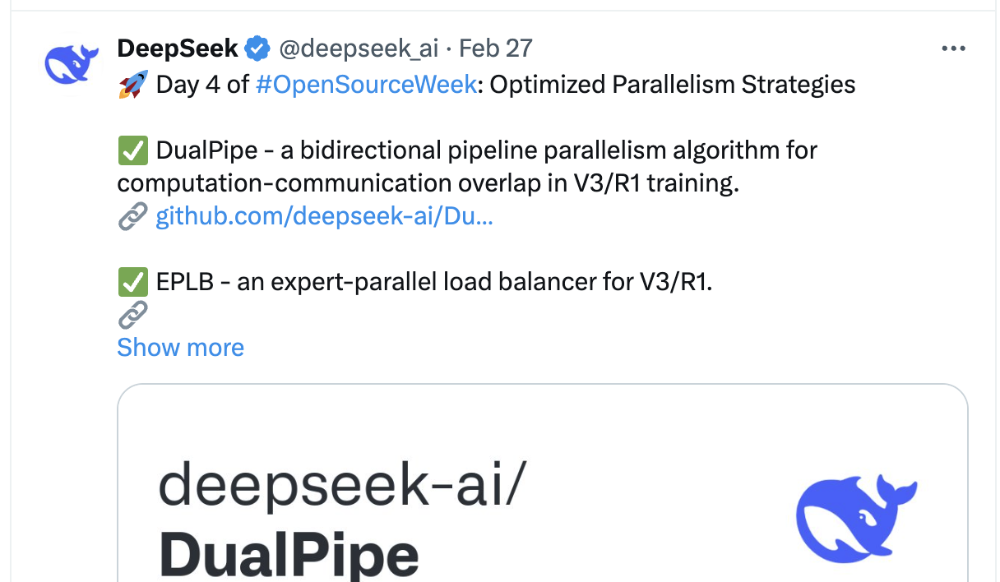 DeepSeek @deepseek_ai · Feb 27
🚀 Day 4 of #OpenSourceWeek: Optimized Parallelism Strategies
✅ DualPipe - a bidirectional pipeline parallelism algorithm for
computation-communication overlap in V3/R1 training.
🔗 github.com/deepseek-ai/Du...
✅ EPLB - an expert-parallel load balancer for V3/R1.
🔗
Show more
deepseek-ai/
DualPipe